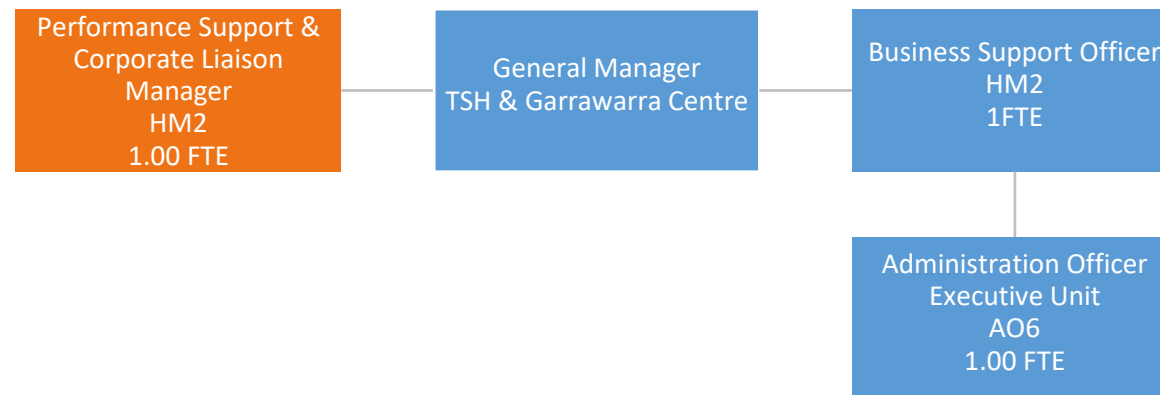 Performance Support &
Corporate Liaison
Manager
HM2
1.00 FTE
General Manager
TSH & Garrawarra Centre
Business Support Officer
HM2
1FTE
Administration Officer
Executive Unit
AO6
1.00 FTE